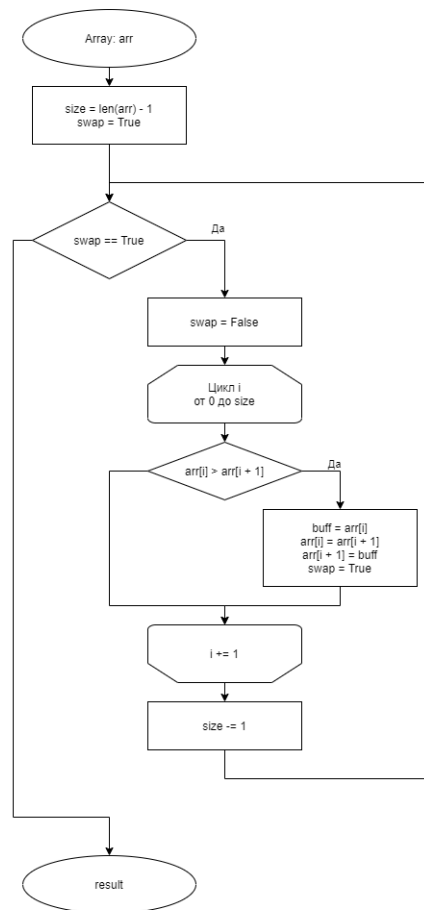 Array: arr
size = len(arr) - 1
swap = True
swap == True
Да
swap = False
Цикл i
от 0 до size
arr[i] > arr[i + 1]
Да
buff = arr[i]
arr[i] = arr[i + 1]
arr[i + 1] = buff
swap = True
i += 1
size -= 1
result